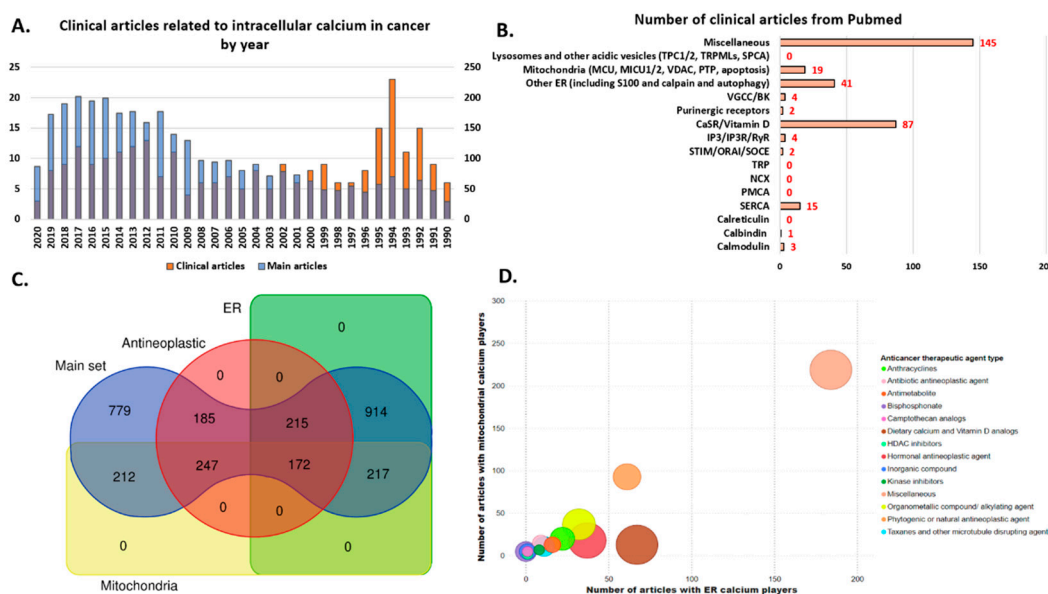 A.
Clinical articles related to intracellular calcium in cancer
by year
25 250
20 200
15 150
10 100
5 50
0 0
2020 2019 2018 2017 2016 2015 2014 2013 2012 2011 2010 2009 2008 2007 2006 2005 2004 2003 2002 2001 2000 1999 1998 1997 1996 1995 1994 1993 1992 1991 1990
Clinical articles Main articles
B.
Number of clinical articles from Pubmed
Miscellaneous 145
Lysosomes and other acidic vesicles (TPC1/2, TRPMLs, SPCA) 0
Mitochondria (MCU, MICU1/2, VDAC, PTP, apoptosis) 19
Other ER (including S100 and calpain and autophagy) 41
VGCC/BK 4
Purinergic receptors 2
CaSR/Vitamin D 87
IP3/IP3R/RyR 4
STIM/ORAI/SOCE 2
TRP 0
NCX 0
PMCA 0
SERCA 15
Calreticulin 0
Calbindin 1
Calmodulin 3
0 50 100 150 20
C.
ER
0
Antineoplastic
Main set
0 0
779
185
215
914
212
247
172
217
0 0
0 0
Mitochondria
D.
Number of articles with mitochondrial calcium players
300
250
200
150
100
50
0
0 50 100 150 200
Number of articles with ER calcium players
Anticancer therapeutic agent type
Anthracyclines
Antibiotic antineoplastic agent
Antimetabolite
Bisphosphonate
Camptothecan analogs
Dietary calcium and Vitamin D analogs
HDAC inhibitors
Hormonal antineoplastic agent
Inorganic compound
Kinase inhibitors
Miscellaneous
Organometallic compound/ alkylating agent
Phytogenic or natural antineoplastic agent
Taxanes and other microtubule disrupting agent